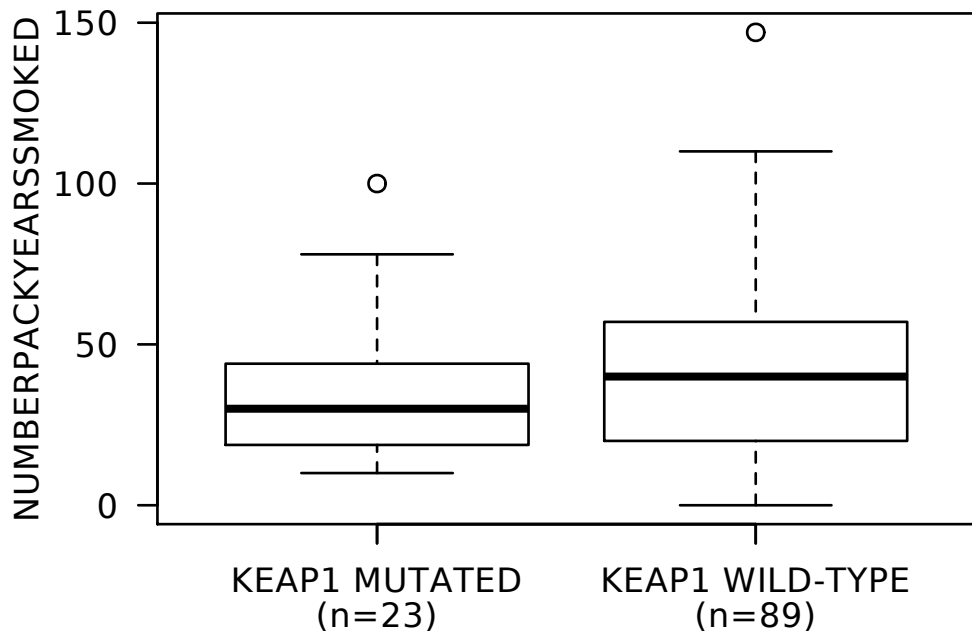 NUMBERPACKYEARSSMOKED
150
100
50
0
KEAP1 MUTATED
(n=23)
KEAP1 WILD-TYPE
(n=89)